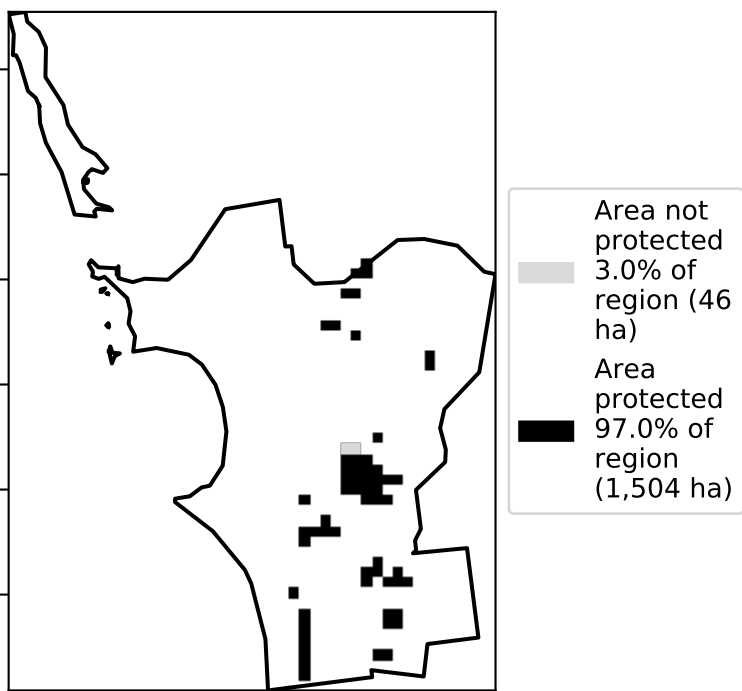 Area not
protected
3.0% of
region (46
ha)
Area
protected
97.0% of
region
(1,504 ha)